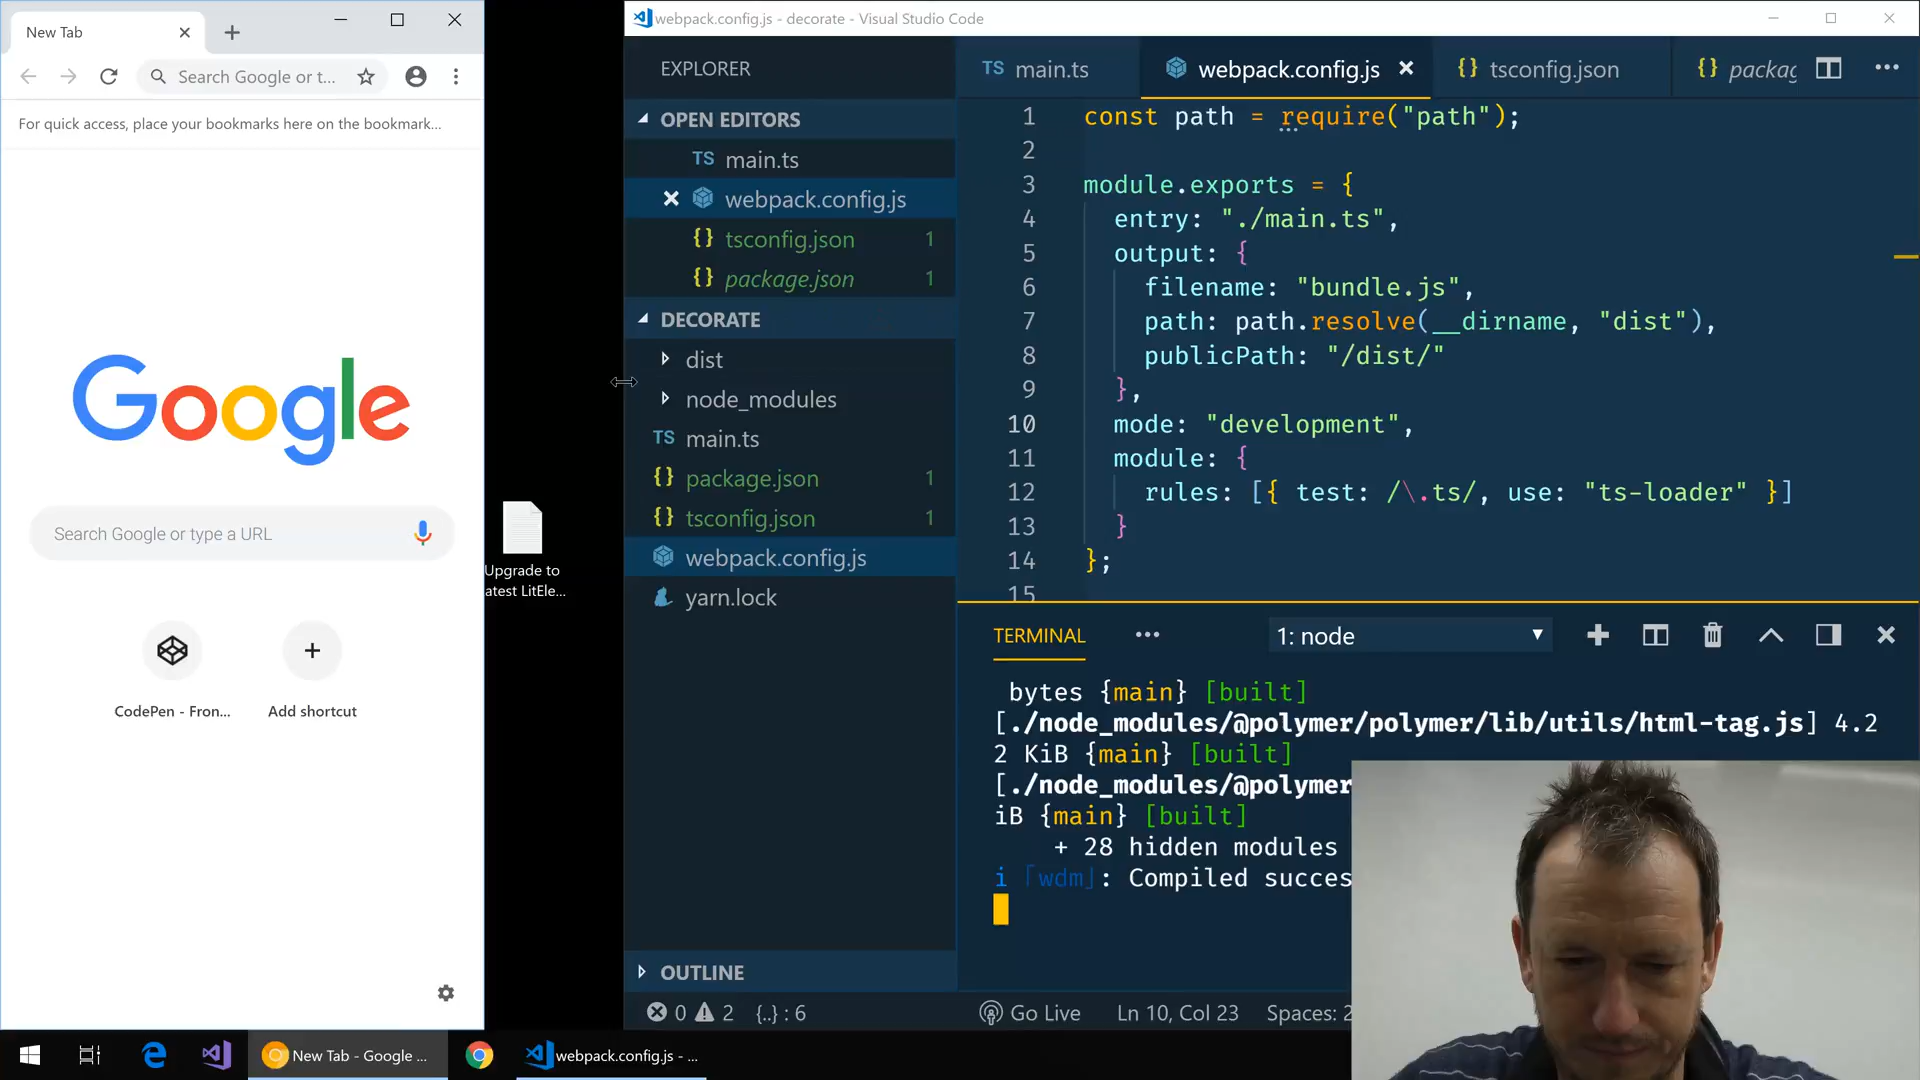 New Tab
Search Google or t...
For quick access, place your bookmarks here on the bookmark...
Google
Search Google or type a URL
CodePen - Fron...
Add shortcut
Upgrade to
atest LitEle...
webpack.config.js - decorate - Visual Studio Code
EXPLORER
OPEN EDITORS
TS main.ts
webpack.config.js
{} tsconfig.json 1
{} package.json 1
DECORATE
dist
node_modules
TS main.ts
{} package.json 1
{} tsconfig.json 1
webpack.config.js
yarn.lock
OUTLINE
TS main.ts
webpack.config.js
{} tsconfig.json
{} packag
1 const path = require("path");
2
3 module.exports = {
4 entry: "./main.ts",
5 output: {
6 filename: "bundle.js",
7 path: path.resolve(__dirname, "dist"),
8 publicPath: "/dist/"
9 },
10 mode: "development",
11 module: {
12 rules: [{ test: /\.ts/, use: "ts-loader" }]
13 }
14 };
15
TERMINAL
1: node
bytes {main} [built]
[./node_modules/@polymer/polymer/lib/utils/html-tag.js] 4.2
2 KiB {main} [built]
[./node_modules/@polymer
iB {main} [built]
+ 28 hidden modules
i ｢wdm｣: Compiled succes
0 2 {..} : 6
Go Live
Ln 10, Col 23
Spaces: 2
New Tab - Google ...
webpack.config.js - ...